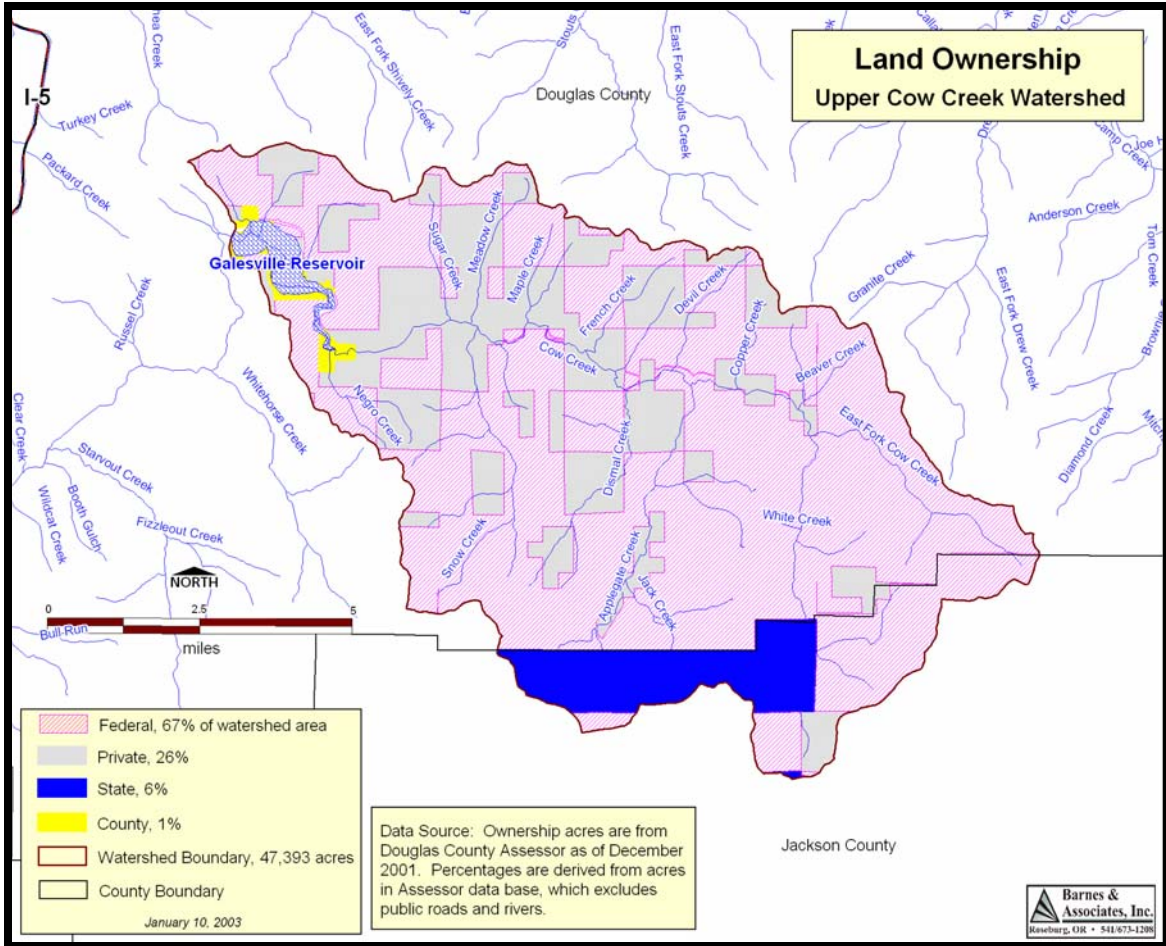 Land Ownership
Upper Cow Creek Watershed
I-5
Turkey Creek
Packard Creek
East Fork Shively Creek
Stouts
East Fork Stouts Creek
Douglas County
Camp Creek
Anderson Creek
Tom Creek
Granite Creek
East Fork Drew Creek
Diamond Creek
Galesville Reservoir
Sugar Creek
Meadow Creek
Maple Creek
French Creek
Devil Creek
Copper Creek
Beaver Creek
Cow Creek
East Fork Cow Creek
Russel Creek
Whitehorse Creek
Negro Creek
Dismal Creek
White Creek
Clear Creek
Starvout Creek
Wildcat Creek
Booth Gulch
Fizzleout Creek
Snow Creek
Applegate Creek
Jack Creek
NORTH
0 2.5 5
miles
Bull Run
Federal, 67% of watershed area
Private, 26%
State, 6%
County, 1%
Watershed Boundary, 47,393 acres
County Boundary
January 10, 2003
Data Source: Ownership acres are from
Douglas County Assessor as of December
2001. Percentages are derived from acres
in Assessor data base, which excludes
public roads and rivers.
Jackson County
Barnes &
Associates, Inc.
Roseburg, OR • 541/673-1208